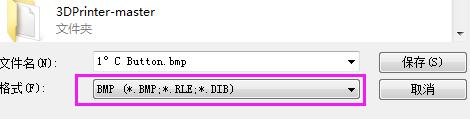 3DPrinter-master
文件夹
文件名(N): 1° C Button.bmp 保存(S)
格式(F): BMP (*.BMP;*.RLE;*.DIB) 取消